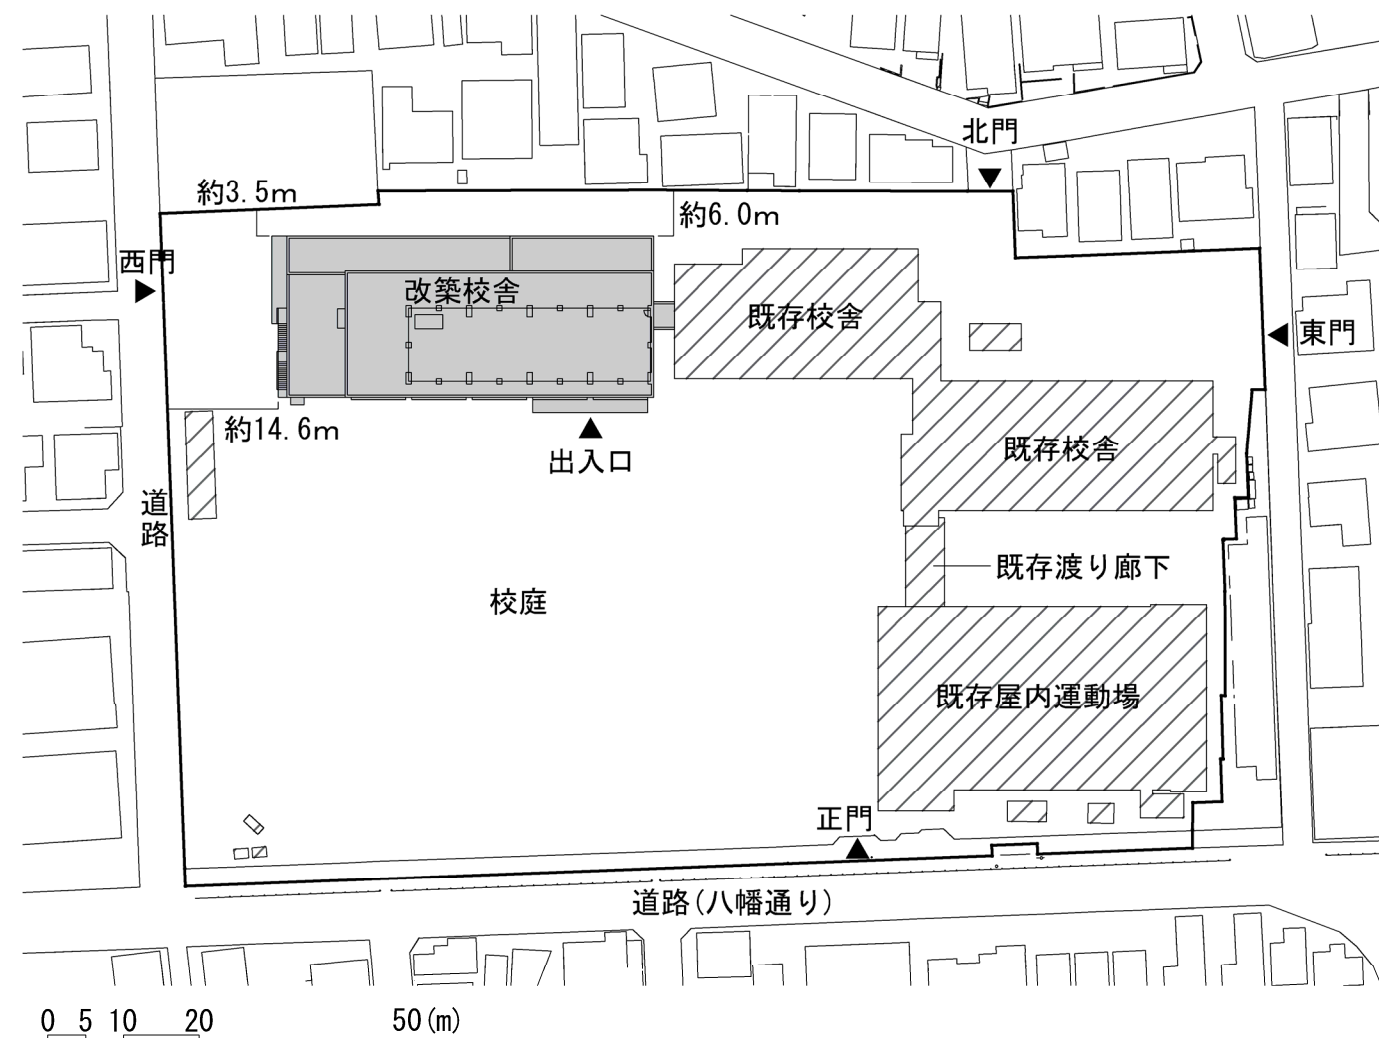 北門
約3.5m
約6.0m
西門
改築校舎
既存校舎
東門
約14.6m
出入口
既存校舎
道路
既存渡り廊下
校庭
既存屋内運動場
正門
道路(八幡通り)
0 5 10 20 50(m)